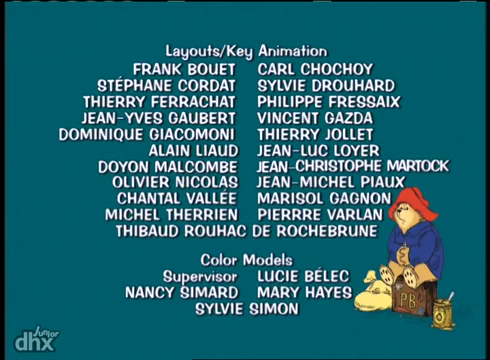 Layouts/Key Animation
FRANK BOUET CARL CHOCHOY
STÉPHANE CORDAT SYLVIE DROUHARD
THIERRY FERRACHAT PHILIPPE FRESSAIX
JEAN-YVES GAUBERT VINCENT GAZDA
DOMINIQUE GIACOMONI THIERRY JOLLET
ALAIN LIAUD JEAN-LUC LOYER
DOYON MALCOMBE JEAN-CHRISTOPHE MARTOCK
OLIVIER NICOLAS JEAN-MICHEL PIAUX
CHANTAL VALLÉE MARISOL GAGNON
MICHEL THERRIEN PIERRRE VARLAN
THIBAUD ROUHAC DE ROCHEBRUNE
Color Models
Supervisor LUCIE BÉLEC
NANCY SIMARD MARY HAYES
SYLVIE SIMON
PB
junior
dhx